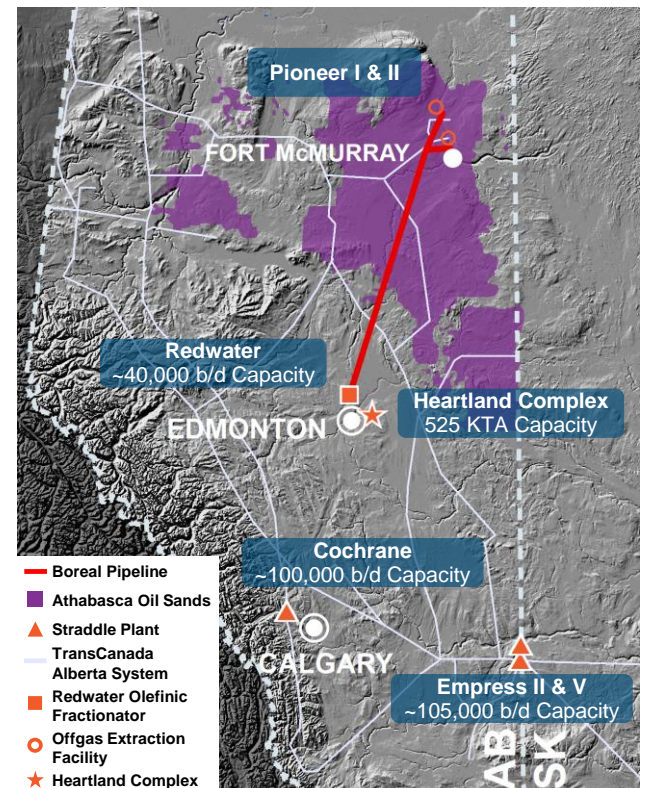 Pioneer I & II
FORT McMURRAY
Redwater
~40,000 b/d Capacity
Heartland Complex
525 KTA Capacity
EDMONTON
Cochrane
~100,000 b/d Capacity
CALGARY
Empress II & V
~105,000 b/d Capacity
AB
SK
Boreal Pipeline
Athabasca Oil Sands
Straddle Plant
TransCanada
Alberta System
Redwater Olefinic
Fractionator
Offgas Extraction
Facility
Heartland Complex